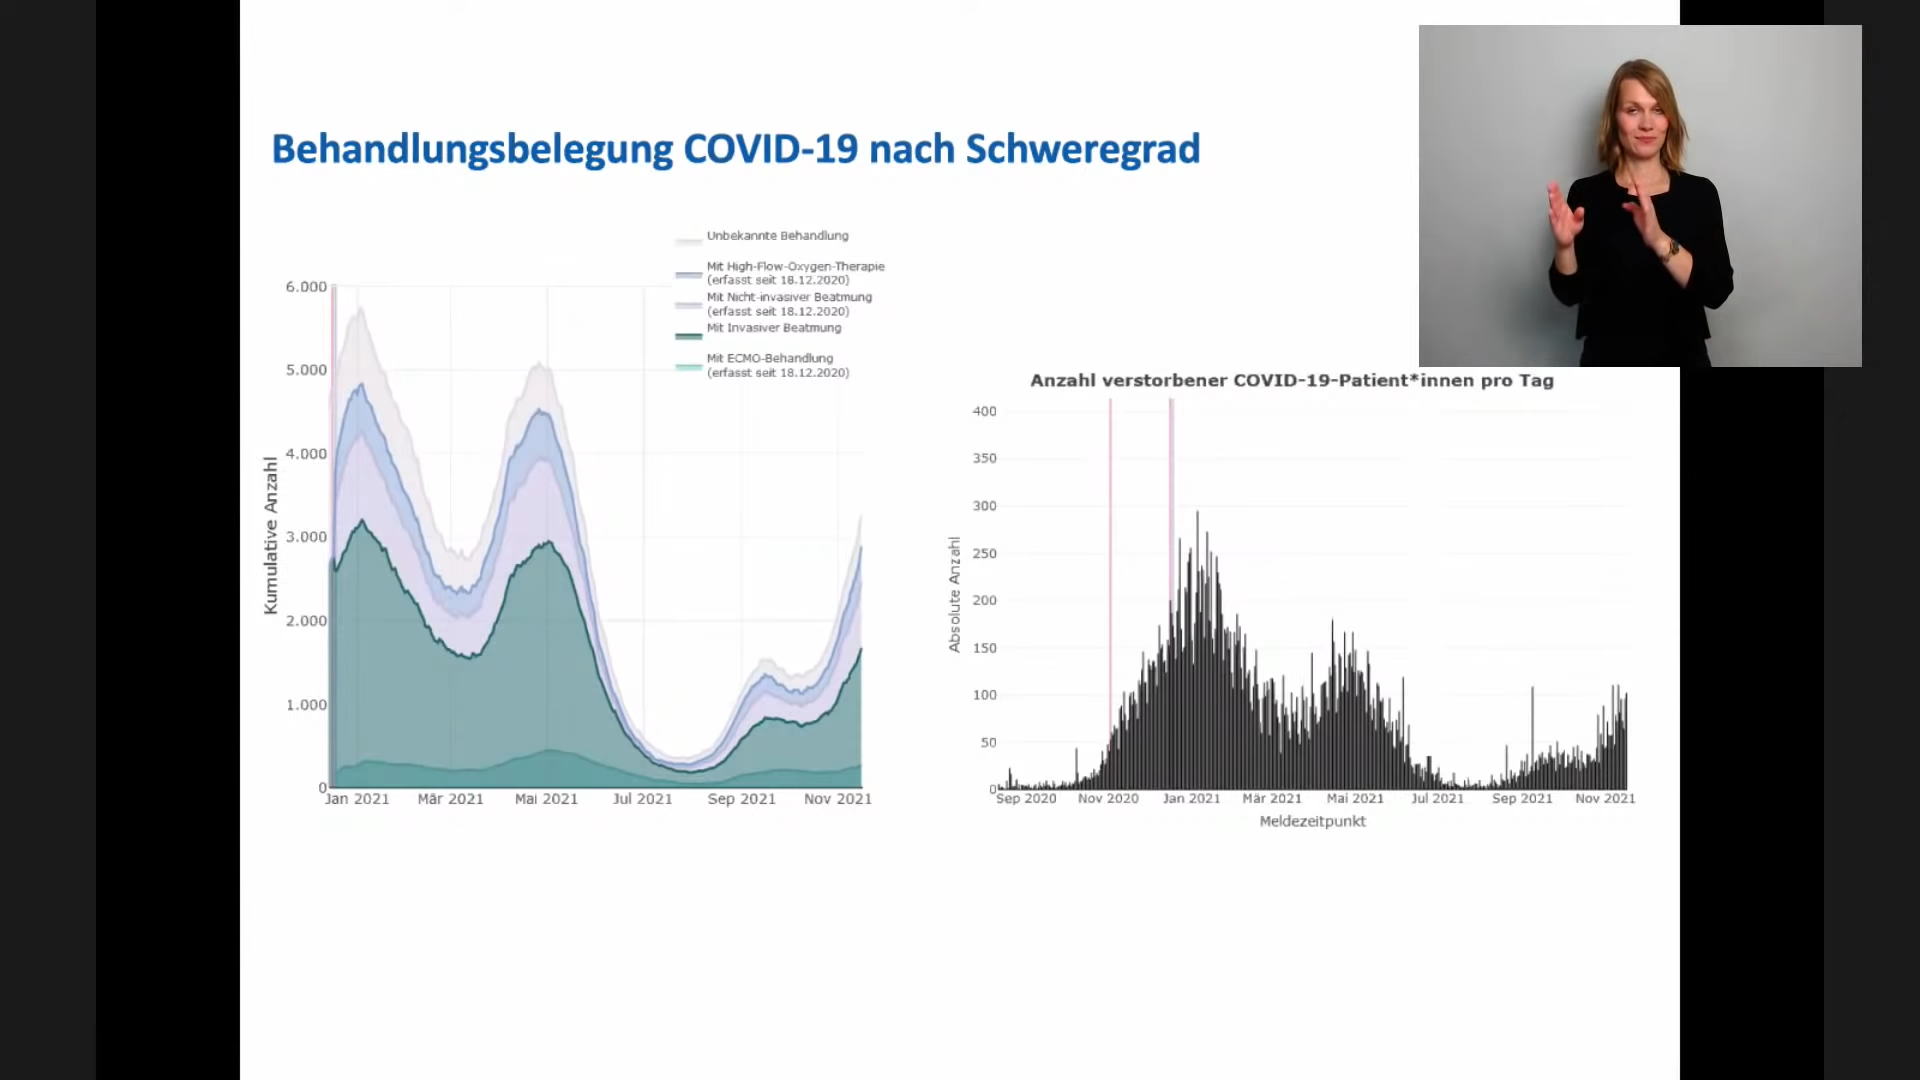 Behandlungsbelegung COVID-19 nach Schweregrad
Unbekannte Behandlung
Mit High-Flow-Oxygen-Therapie
(erfasst seit 18.12.2020)
Mit Nicht-invasiver Beatmung
(erfasst seit 18.12.2020)
Mit Invasiver Beatmung
Mit ECMO-Behandlung
(erfasst seit 18.12.2020)
Kumulative Anzahl
6.000
5.000
4.000
3.000
2.000
1.000
0
Jan 2021 Mär 2021 Mai 2021 Jul 2021 Sep 2021 Nov 2021
Anzahl verstorbener COVID-19-Patient*innen pro Tag
Absolute Anzahl
400
350
300
250
200
150
100
50
0
Sep 2020 Nov 2020 Jan 2021 Mär 2021 Mai 2021 Jul 2021 Sep 2021 Nov 2021
Meldezeitpunkt